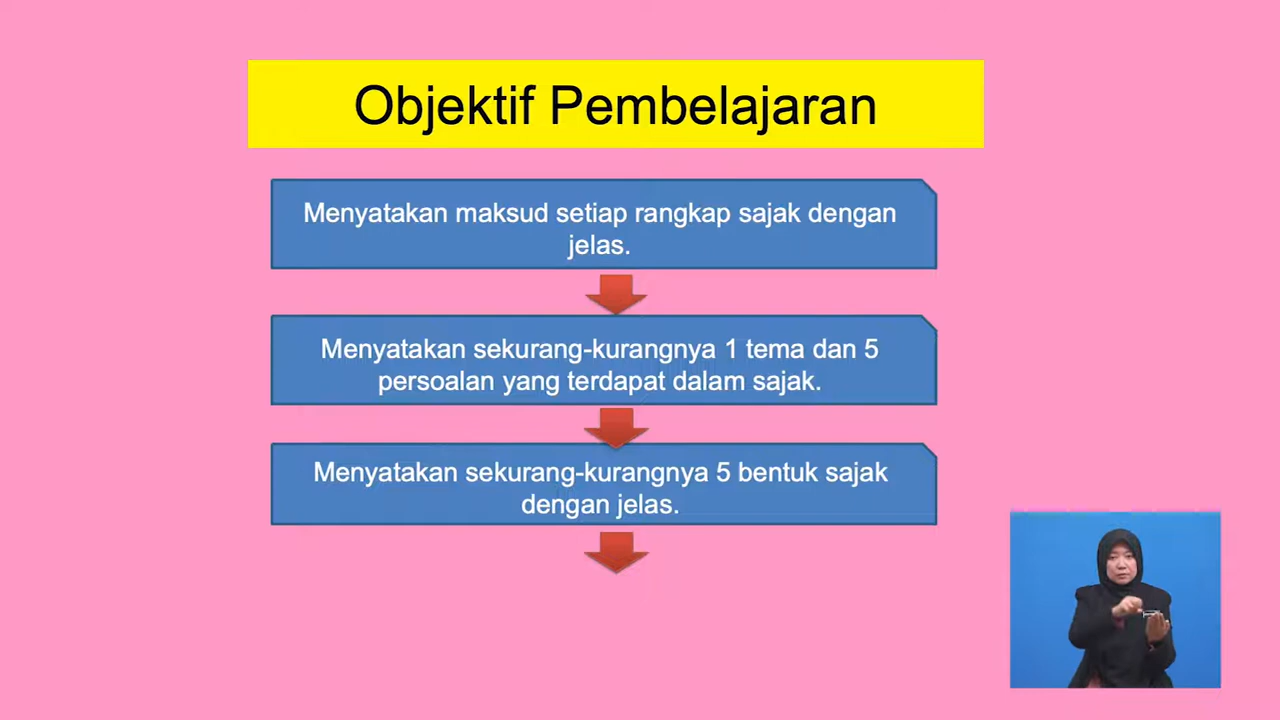 Objektif Pembelajaran
Menyatakan maksud setiap rangkap sajak dengan
jelas.
Menyatakan sekurang-kurangnya 1 tema dan 5
persoalan yang terdapat dalam sajak.
Menyatakan sekurang-kurangnya 5 bentuk sajak
dengan jelas.